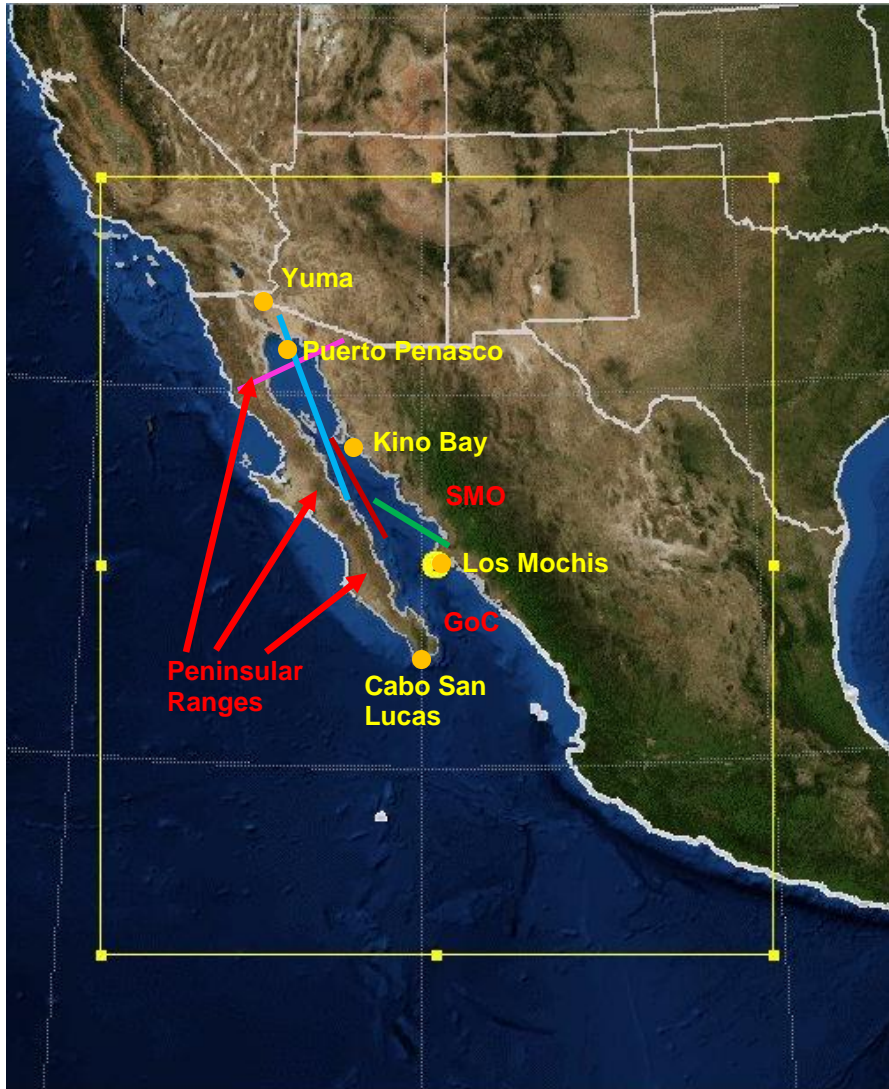 Yuma
Puerto Penasco
Kino Bay
SMO
Los Mochis
GoC
Peninsular
Ranges
Cabo San
Lucas